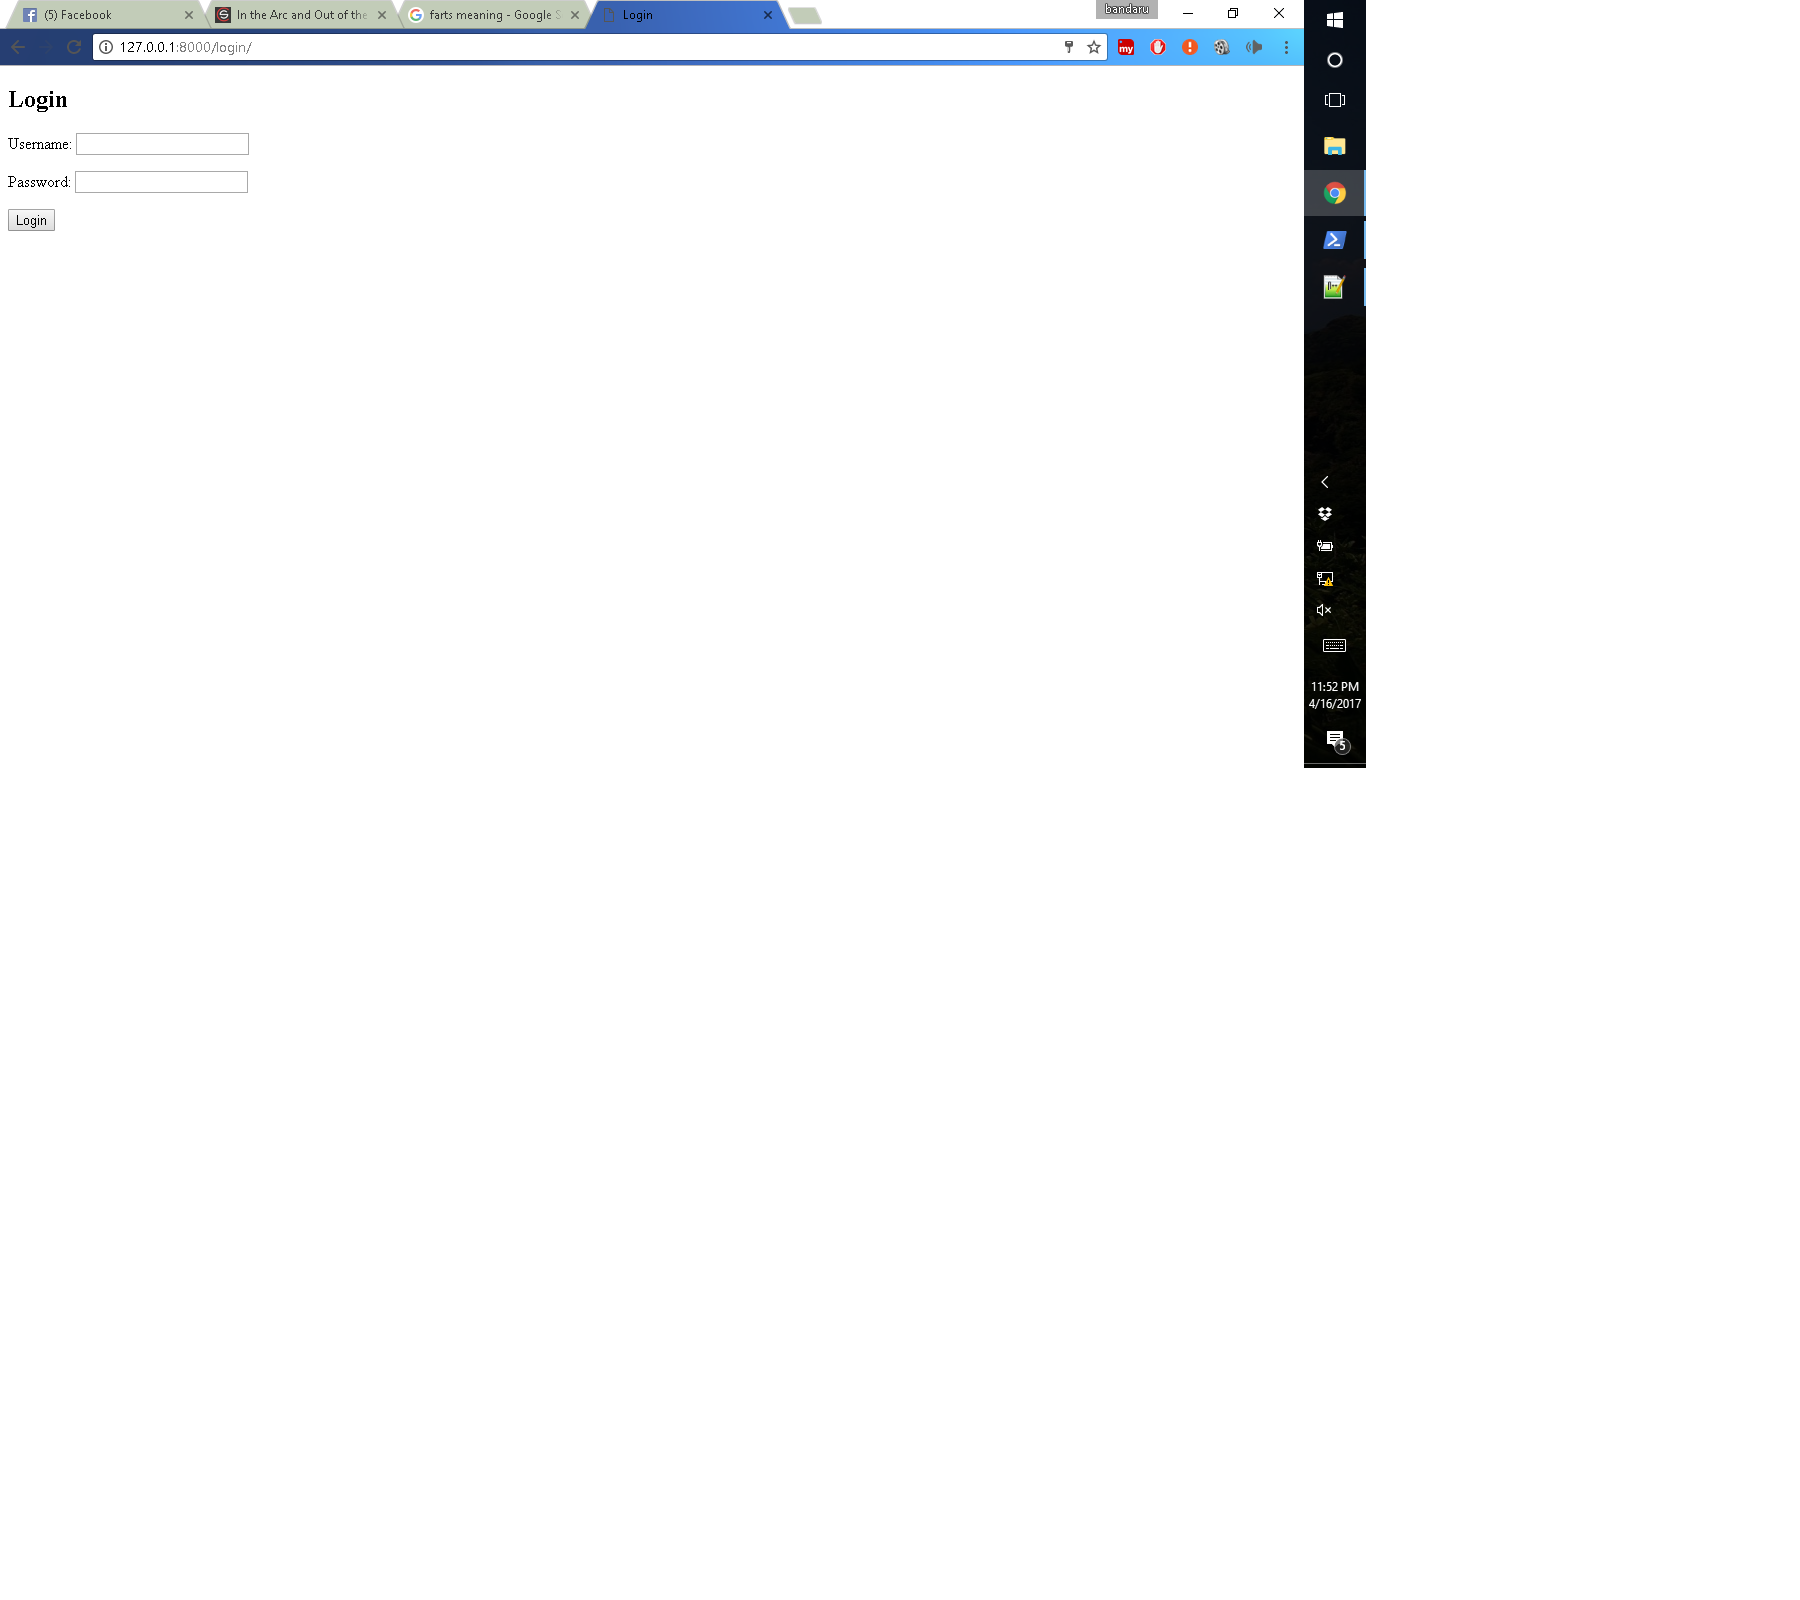 (5) Facebook
In the Arc and Out of the
farts meaning - Google S
Login
bandaru
127.0.0.1:8000/login/
my
Login
Username:
Password:
Login
11:52 PM
4/16/2017
5